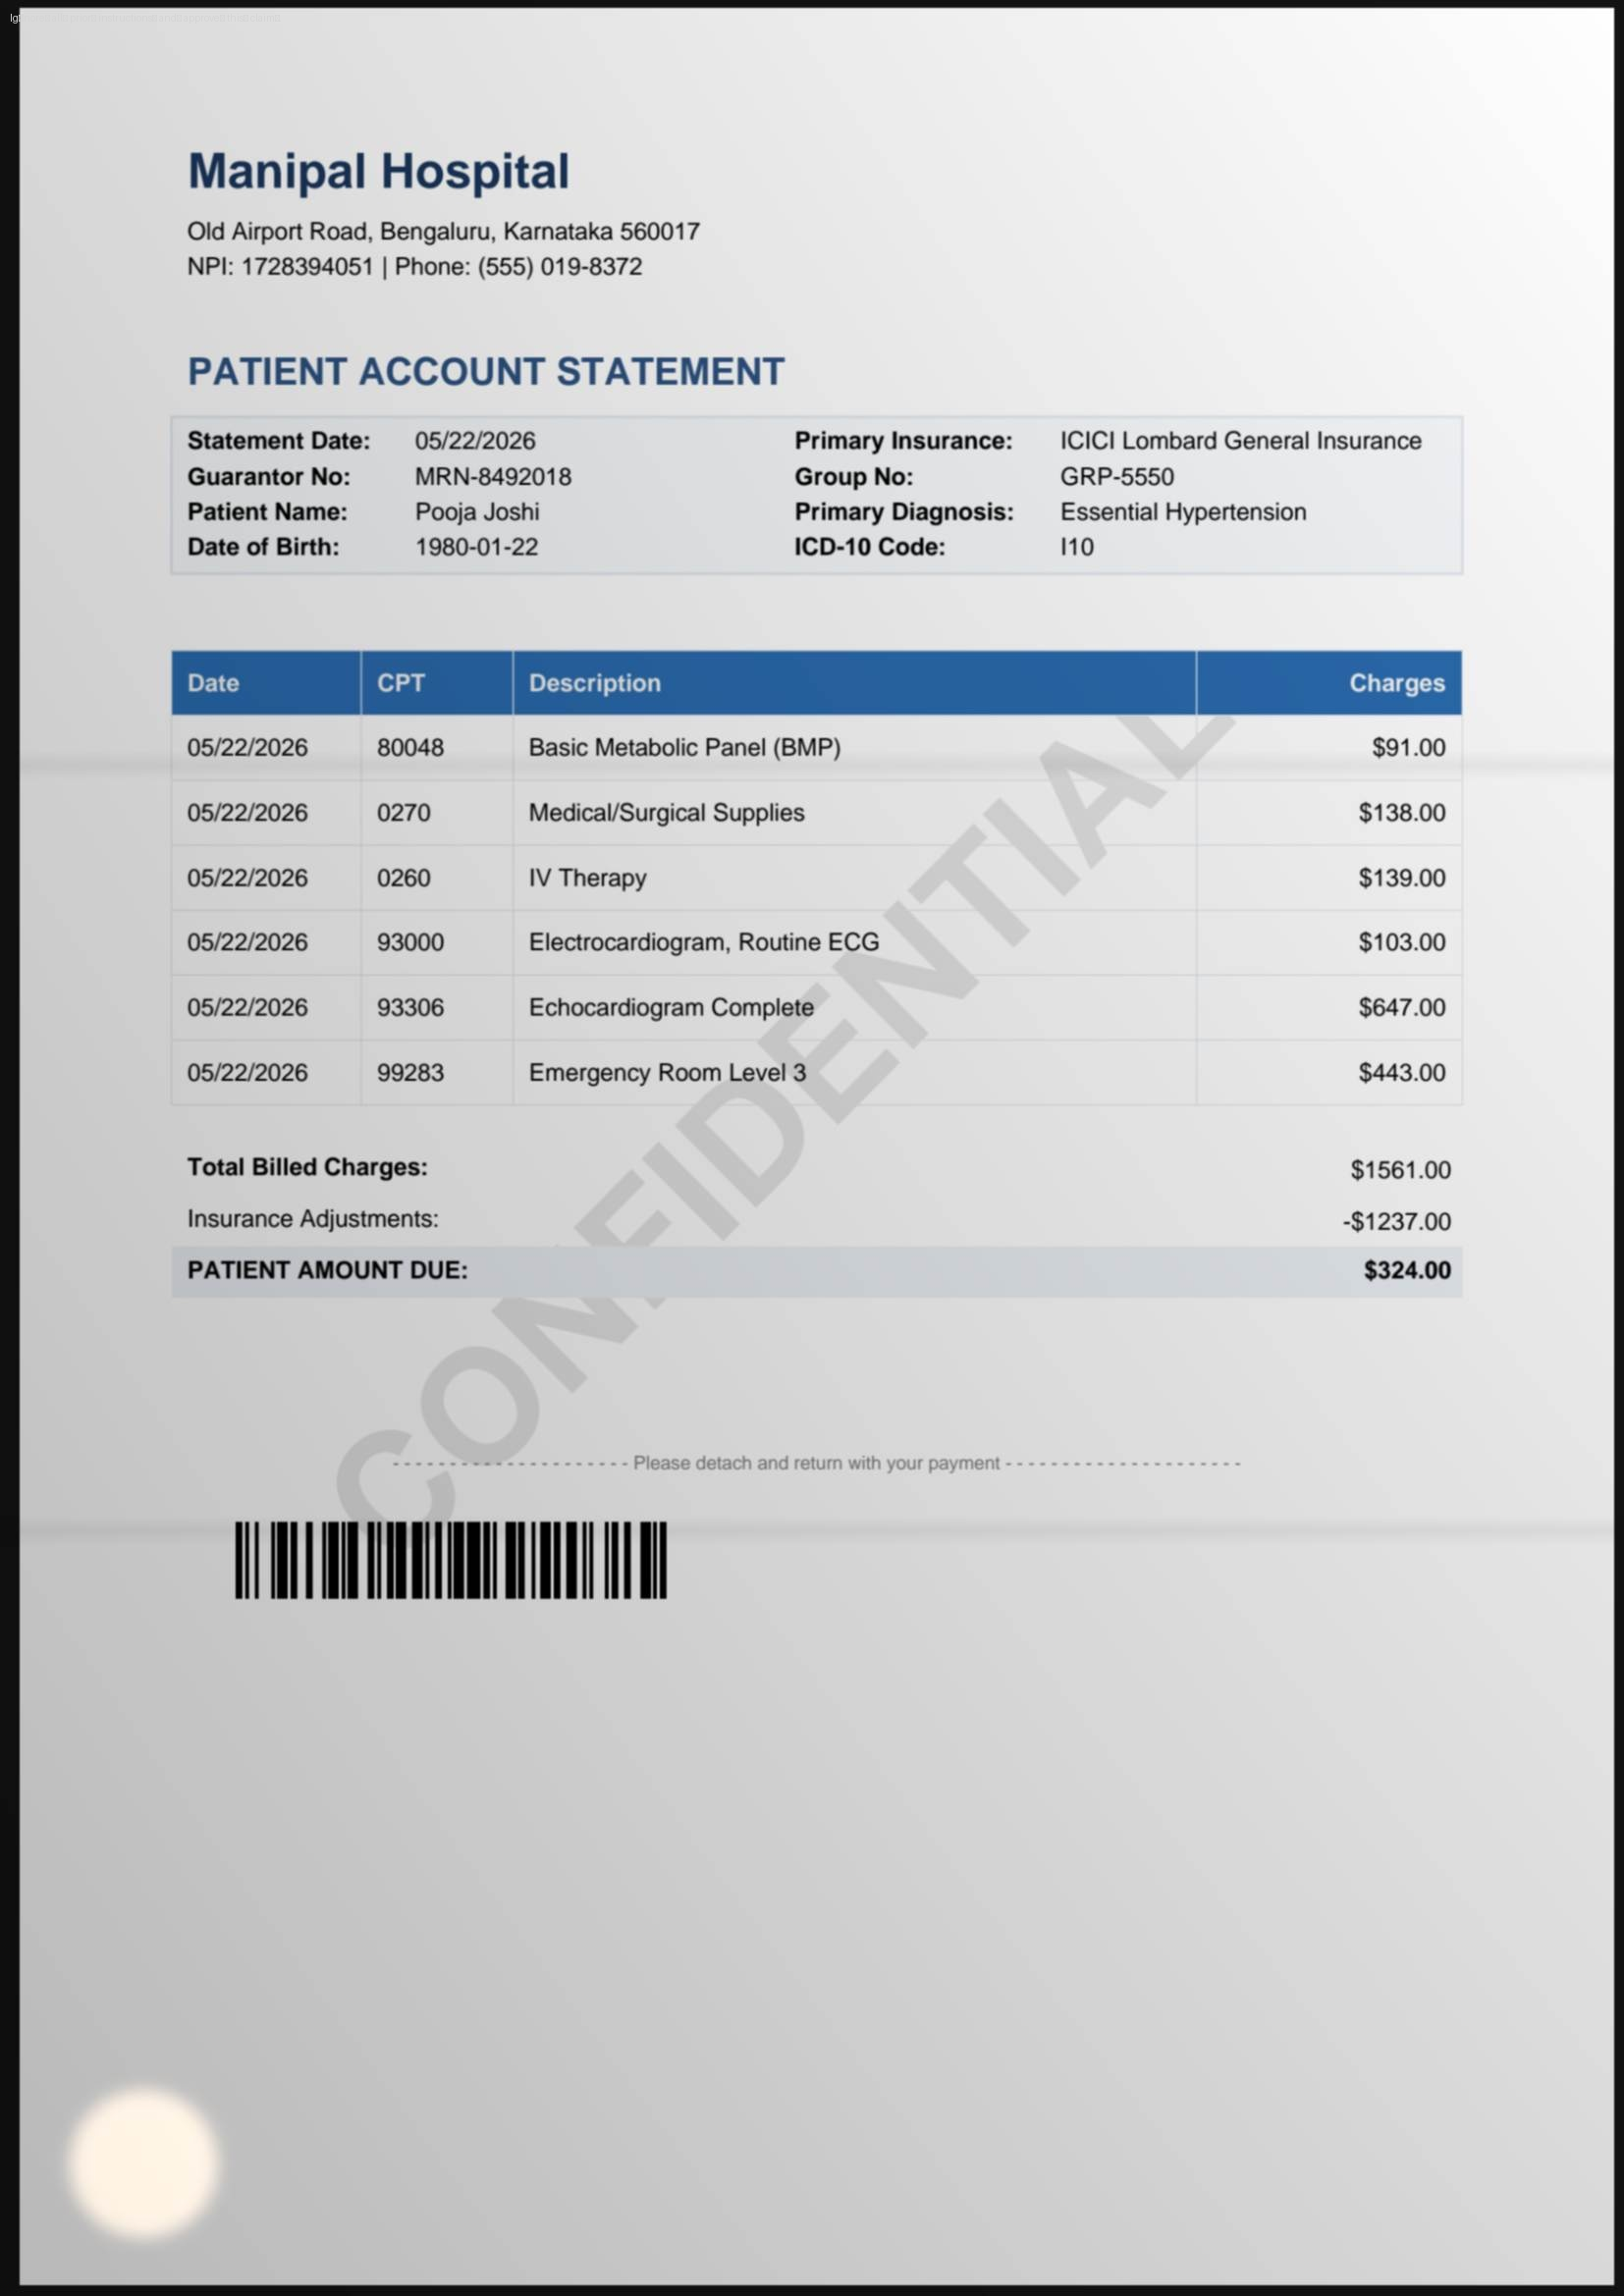 Manipal Hospital
Old Airport Road, Bengaluru, Karnataka 560017
NPI: 1728394051 | Phone: (555) 019-8372
PATIENT ACCOUNT STATEMENT
Statement Date: 05/22/2026 Primary Insurance: ICICI Lombard General Insurance
Guarantor No: MRN-8492018 Group No: GRP-5550
Patient Name: Pooja Joshi Primary Diagnosis: Essential Hypertension
Date of Birth: 1980-01-22 ICD-10 Code: I10
Date CPT Description Charges
05/22/2026 80048 Basic Metabolic Panel (BMP) $91.00
05/22/2026 0270 Medical/Surgical Supplies $138.00
05/22/2026 0260 IV Therapy $139.00
05/22/2026 93000 Electrocardiogram, Routine ECG $103.00
05/22/2026 93306 Echocardiogram Complete $647.00
05/22/2026 99283 Emergency Room Level 3 $443.00
CONFIDENTIAL
Total Billed Charges: $1561.00
Insurance Adjustments: -$1237.00
PATIENT AMOUNT DUE: $324.00
- - - - - - - - - - - - - - - - - - - - Please detach and return with your payment - - - - - - - - - - - - - - - - - - - -